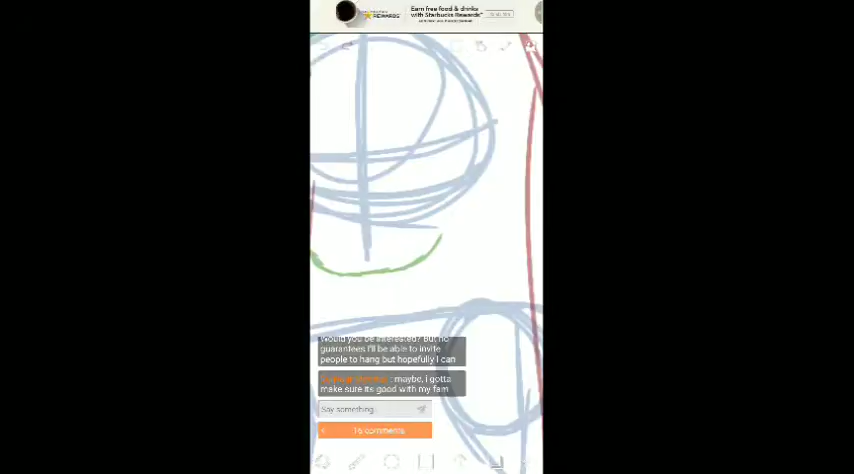 REWARDS
Earn free food & drinks
with Starbucks Rewards™
Would you be interested? But no
guarantees I'll be able to invite
people to hang but hopefully I can
: maybe, i gotta
make sure its good with my fam
Say something..
< 16 comments